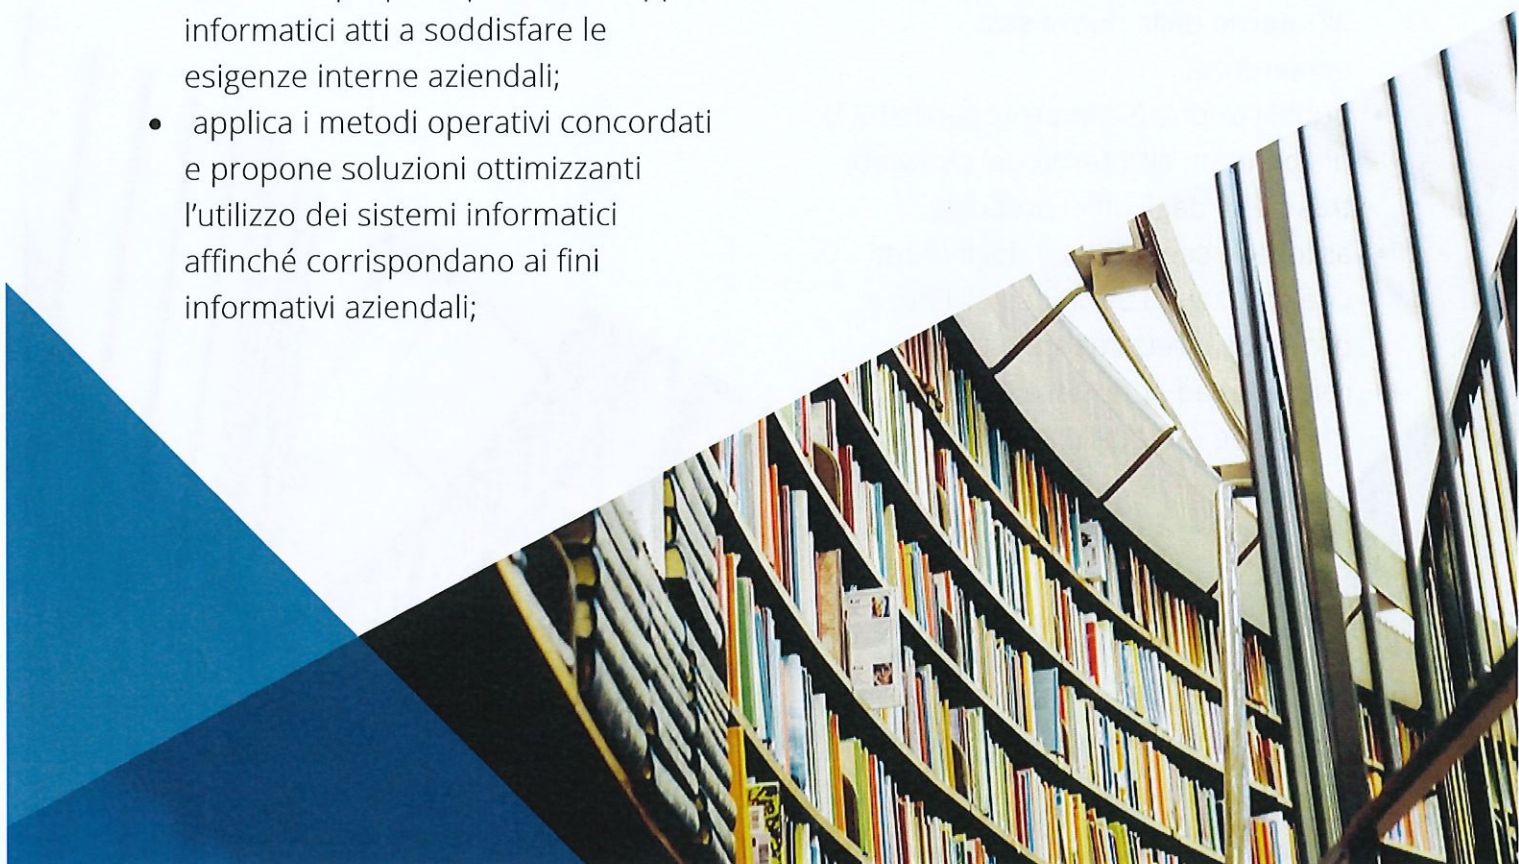 informatici atti a soddisfare le
esigenze interne aziendali;
• applica i metodi operativi concordati
e propone soluzioni ottimizzanti
l’utilizzo dei sistemi informatici
affinché corrispondano ai fini
informativi aziendali;